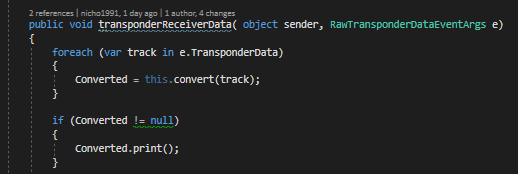 2 references | nicho1991, 1 day ago | 1 author, 4 changes
public void transponderReceiverData( object sender, RawTransponderDataEventArgs e)
{
foreach (var track in e.TransponderData)
{
Converted = this.convert(track);
}
if (Converted != null)
{
Converted.print();
}